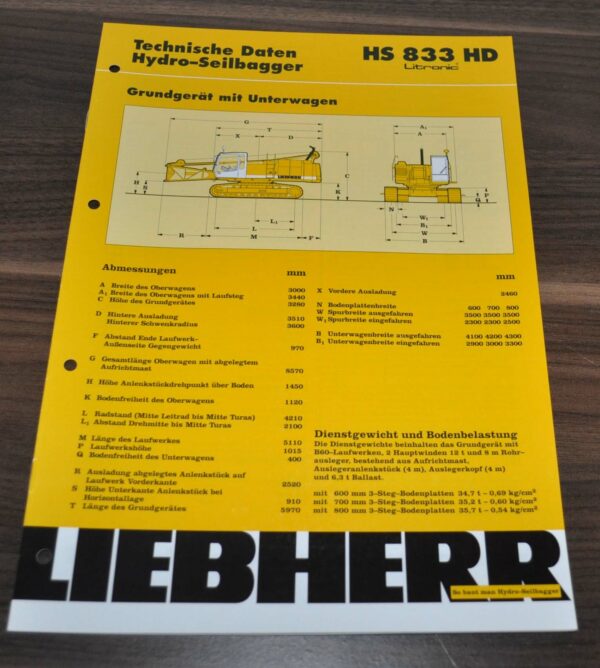 Technische Daten
Hydro-Seilbagger
HS 833 HD
Litronic
Grundgerät mit Unterwagen
G
T
X
D
H
S
K
C
L₁
L
R
M
F
A₁
A
P
Q
N
W₁
B₁
W
B
LIEBHERR
Abmessungen
mm
A Breite des Oberwagens 3000
A₁ Breite des Oberwagens mit Laufsteg 3440
C Höhe des Grundgerätes 3280
D Hintere Ausladung 3510
Hinterer Schwenkradius 3600
F Abstand Ende Laufwerk-
Außenseite Gegengewicht 970
G Gesamtlänge Oberwagen mit abgelegtem
Aufrichtmast 8570
H Höhe Anlenkstückdrehpunkt über Boden 1450
K Bodenfreiheit des Oberwagens 1120
L Radstand (Mitte Leitrad bis Mitte Turas) 4210
L₁ Abstand Drehmitte bis Mitte Turas 2100
M Länge des Laufwerkes 5110
P Laufwerkshöhe 1015
Q Bodenfreiheit des Unterwagens 400
R Ausladung abgelegtes Anlenkstück auf
Laufwerk Vorderkante 2520
S Höhe Unterkante Anlenkstück bei
Horizontallage 910
T Länge des Grundgerätes 5970
mm
X Vordere Ausladung 2460
N Bodenplattenbreite 600 700 800
W Spurbreite ausgefahren 3500 3500 3500
W₁ Spurbreite eingefahren 2300 2300 2500
B Unterwagenbreite ausgefahren 4100 4200 4300
B₁ Unterwagenbreite eingefahren 2900 3000 3300
Dienstgewicht und Bodenbelastung
Die Dienstgewichte beinhalten das Grundgerät mit
B60-Laufwerken, 2 Hauptwinden 12 t und 8 m Rohr-
ausleger, bestehend aus Aufrichtmast,
Auslegeranlenkstück (4 m), Auslegerkopf (4 m)
und 6,3 t Ballast.
mit 600 mm 3-Steg-Bodenplatten 34,7 t – 0,69 kg/cm²
mit 700 mm 3-Steg-Bodenplatten 35,2 t – 0,60 kg/cm²
mit 800 mm 3-Steg-Bodenplatten 35,7 t – 0,54 kg/cm²
LIEBHERR
So baut man Hydro-Seilbagger